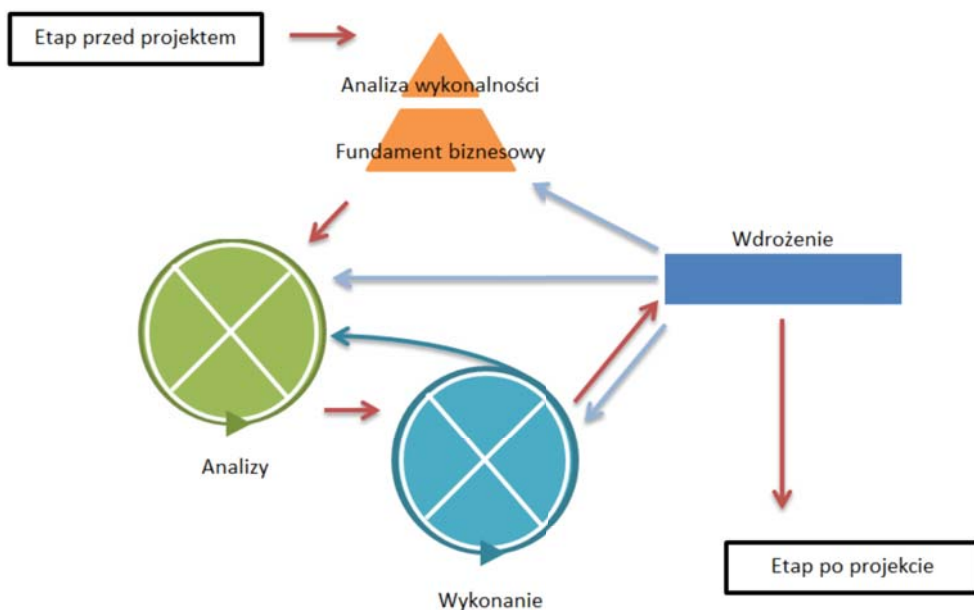 Etap przed projektem
Analiza wykonalności
Fundament biznesowy
Wdrożenie
Analizy
Wykonanie
Etap po projekcie